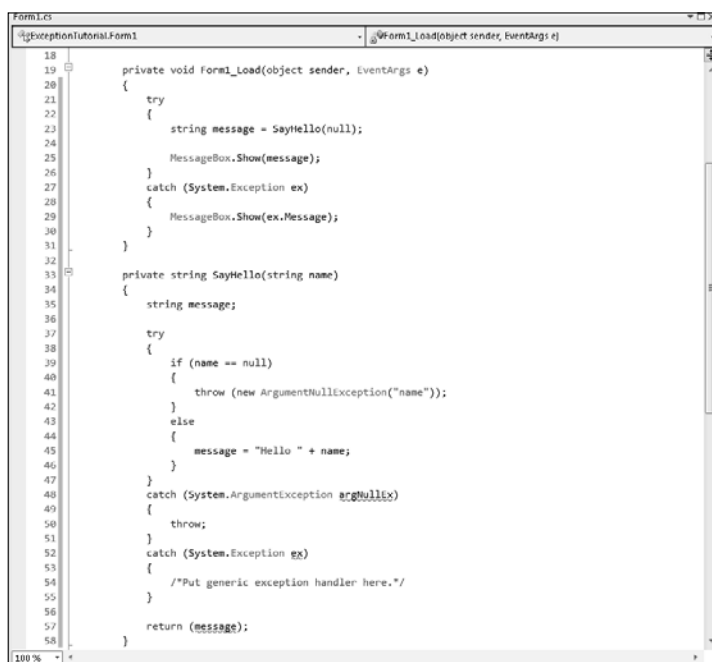 Form1.cs
ExceptionTutorial.Form1 Form1_Load(object sender, EventArgs e)
18
19 private void Form1_Load(object sender, EventArgs e)
20 {
21 try
22 {
23 string message = SayHello(null);
24
25 MessageBox.Show(message);
26 }
27 catch (System.Exception ex)
28 {
29 MessageBox.Show(ex.Message);
30 }
31 }
32
33 private string SayHello(string name)
34 {
35 string message;
36
37 try
38 {
39 if (name == null)
40 {
41 throw (new ArgumentNullException("name"));
42 }
43 else
44 {
45 message = "Hello " + name;
46 }
47 }
48 catch (System.ArgumentException argNullEx)
49 {
50 throw;
51 }
52 catch (System.Exception ex)
53 {
54 /*Put generic exception handler here.*/
55 }
56
57 return (message);
58 }
100 %